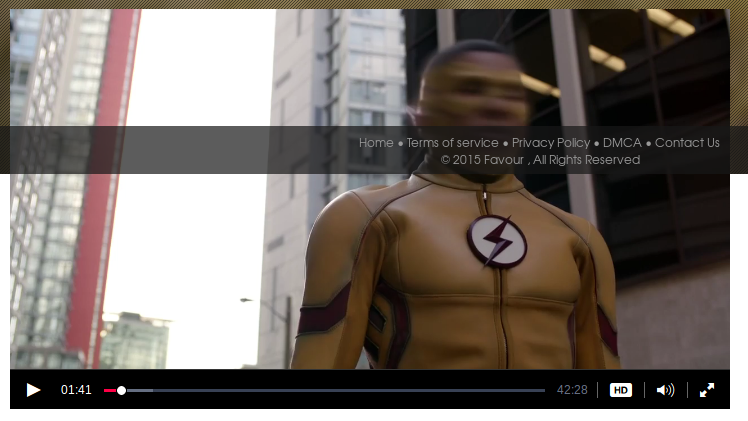 Home • Terms of service • Privacy Policy • DMCA • Contact Us
© 2015 Favour , All Rights Reserved
01:41 42:28 HD